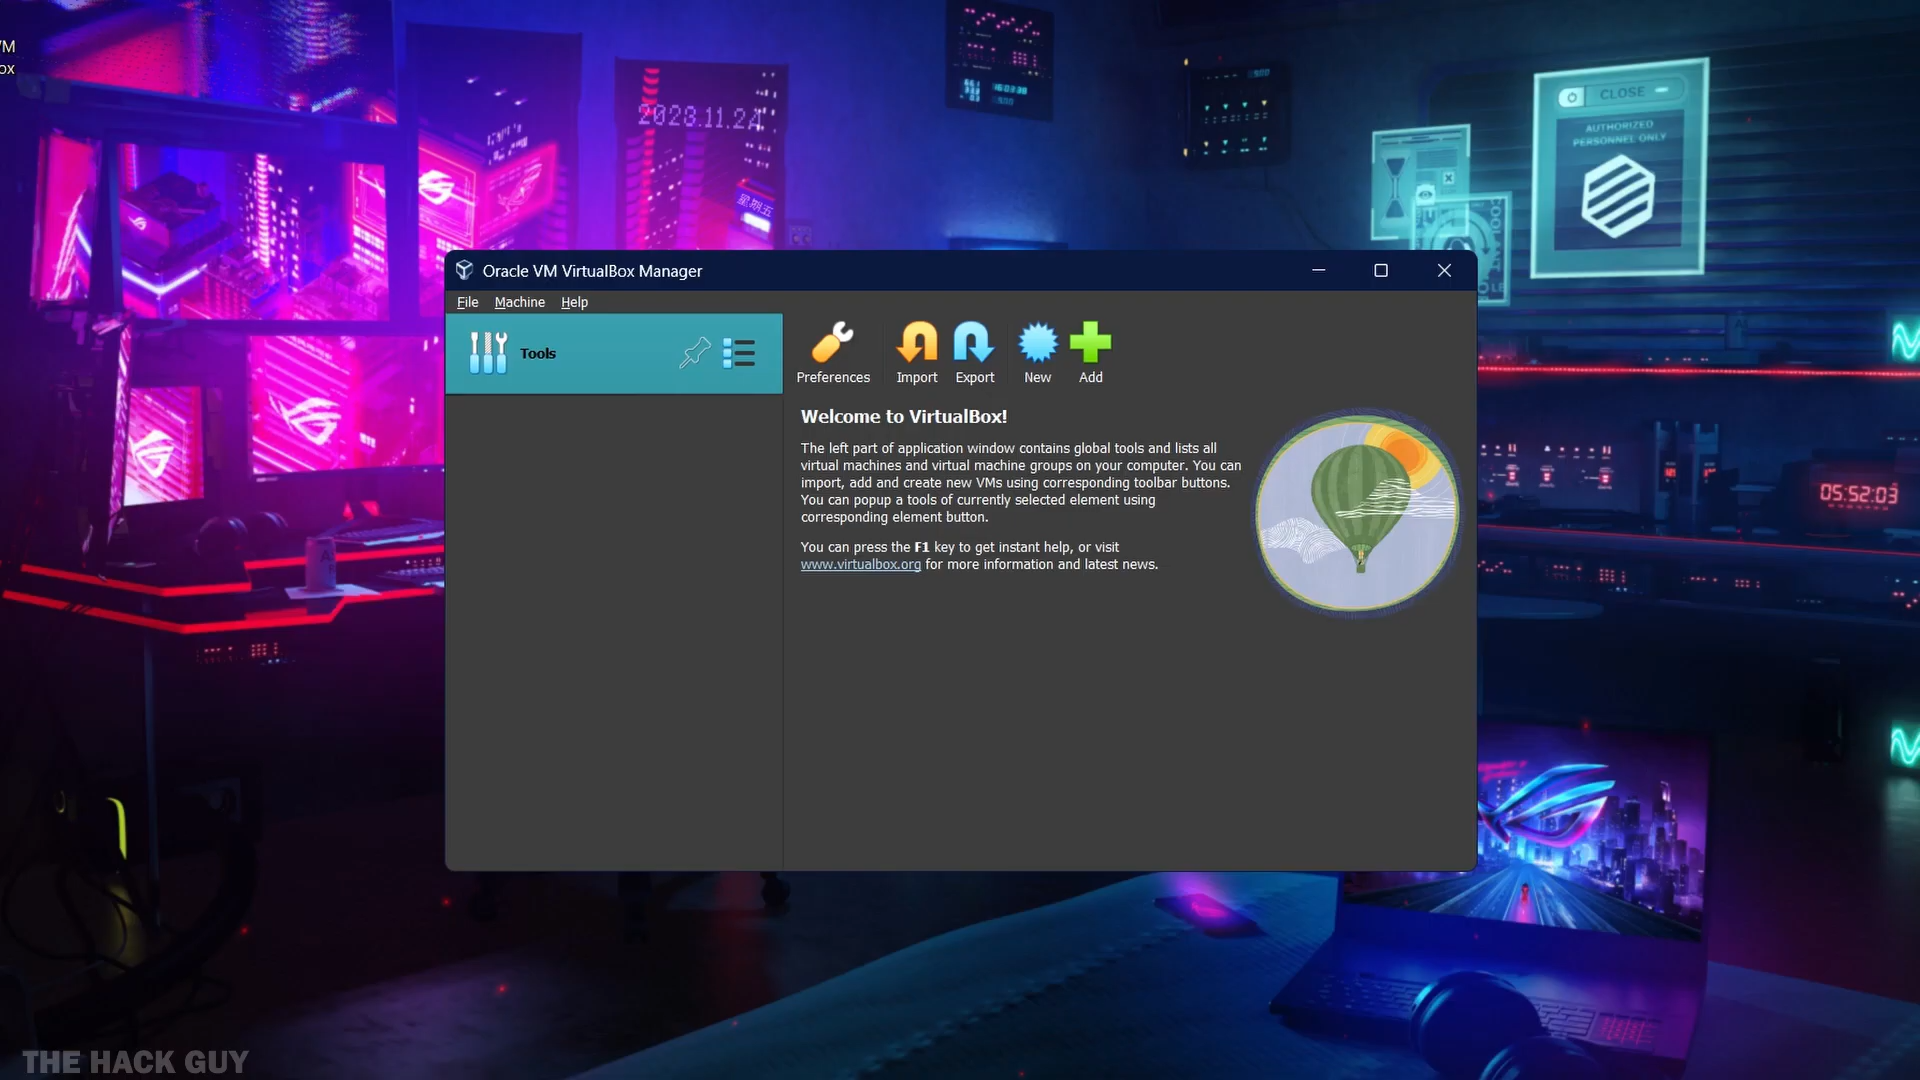 VM
ox
2023.11.24
星期五
CLOSE
AUTHORIZED
PERSONNEL ONLY
Oracle VM VirtualBox Manager
File Machine Help
Tools
Preferences Import Export New Add
Welcome to VirtualBox!
The left part of application window contains global tools and lists all
virtual machines and virtual machine groups on your computer. You can
import, add and create new VMs using corresponding toolbar buttons.
You can popup a tools of currently selected element using
corresponding element button.
You can press the F1 key to get instant help, or visit
www.virtualbox.org for more information and latest news.
05:52:03
THE HACK GUY